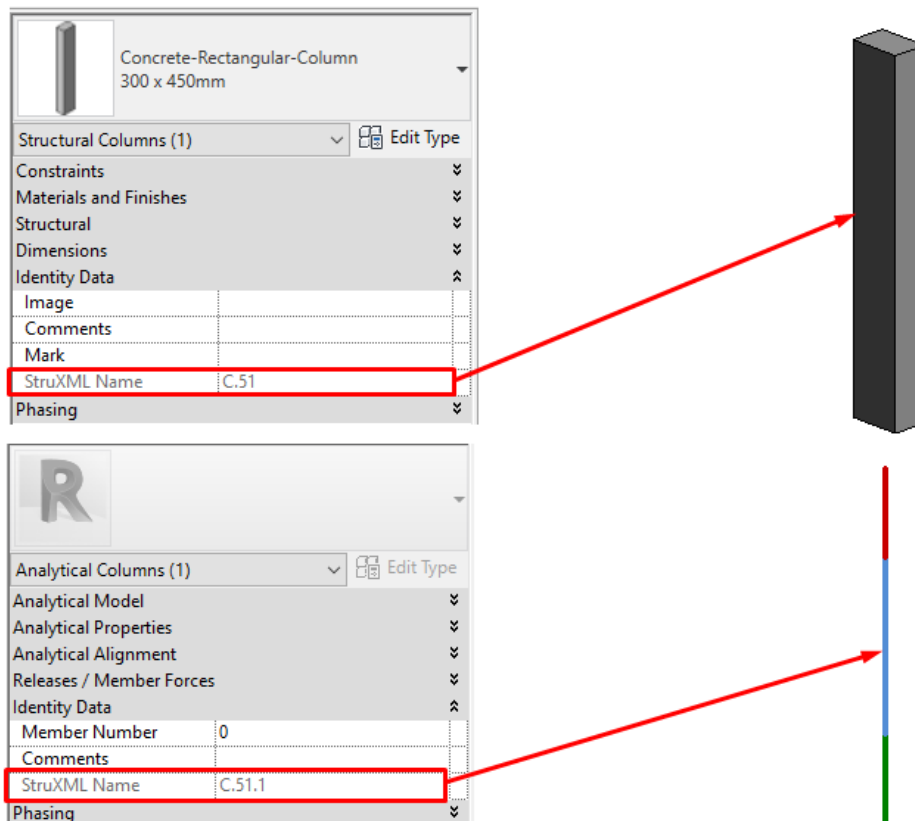 Concrete-Rectangular-Column
300 x 450mm
Structural Columns (1)
Edit Type
Constraints
Materials and Finishes
Structural
Dimensions
Identity Data
Image
Comments
Mark
StruXML Name C.51
Phasing
R
Analytical Columns (1)
Edit Type
Analytical Model
Analytical Properties
Analytical Alignment
Releases / Member Forces
Identity Data
Member Number 0
Comments
StruXML Name C.51.1
Phasing